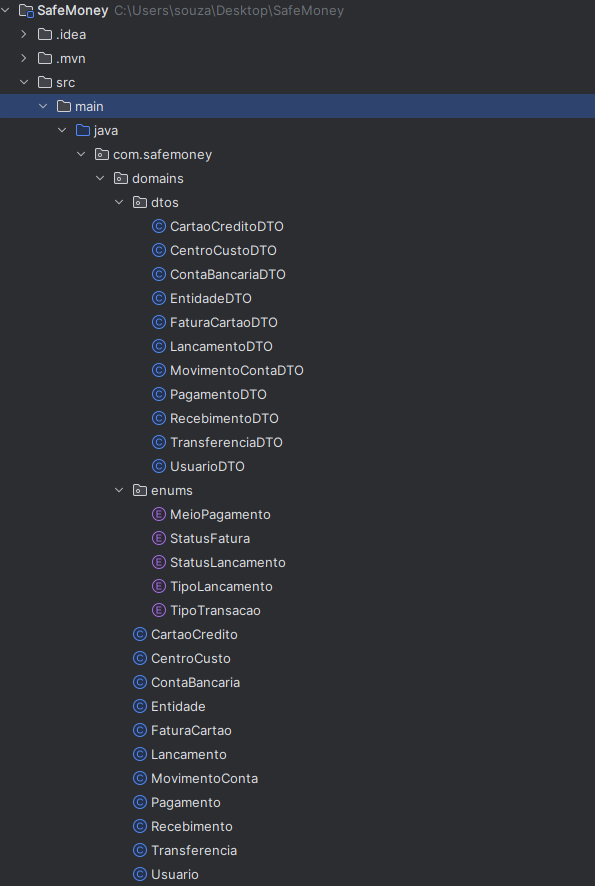 SafeMoney C:\Users\souza\Desktop\SafeMoney
.idea
.mvn
src
main
java
com.safemoney
domains
dtos
C CartaoCreditoDTO
C CentroCustoDTO
C ContaBancariaDTO
C EntidadeDTO
C FaturaCartaoDTO
C LancamentoDTO
C MovimentoContaDTO
C PagamentoDTO
C RecebimentoDTO
C TransferenciaDTO
C UsuarioDTO
enums
E MeioPagamento
E StatusFatura
E StatusLancamento
E TipoLancamento
E TipoTransacao
C CartaoCredito
C CentroCusto
C ContaBancaria
C Entidade
C FaturaCartao
C Lancamento
C MovimentoConta
C Pagamento
C Recebimento
C Transferencia
C Usuario